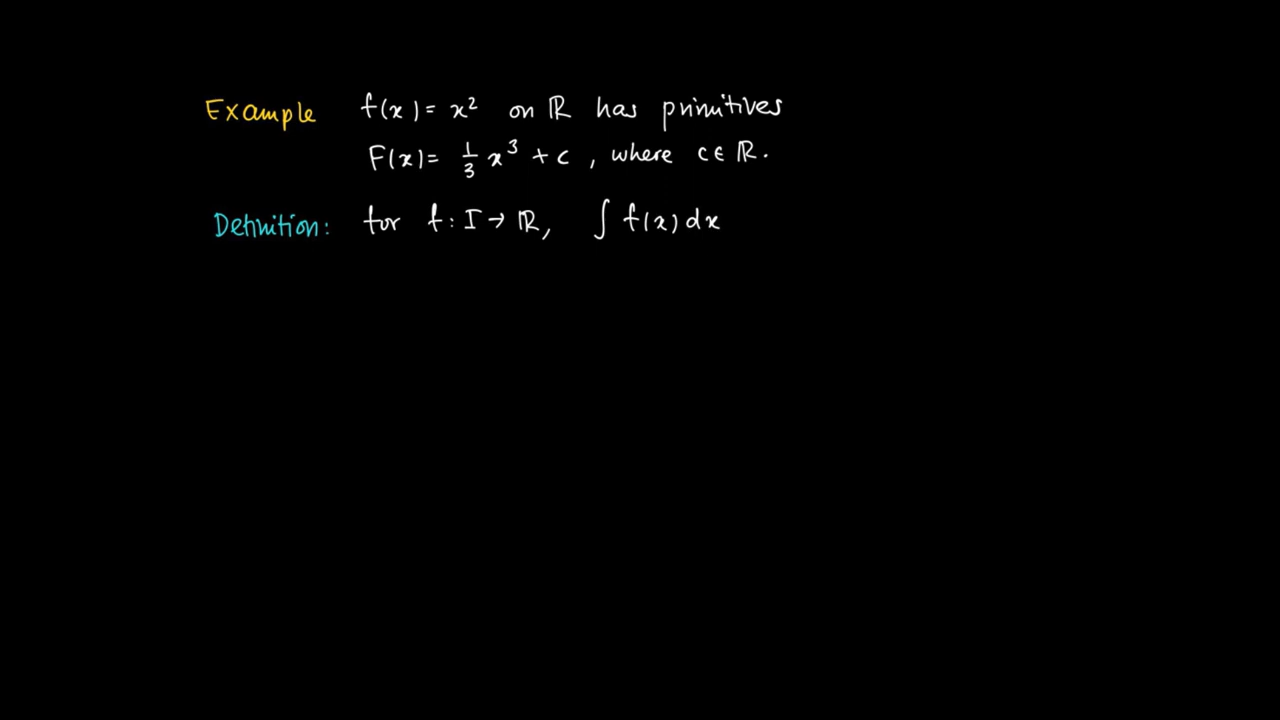 Example f(x) = x² on ℝ has primitives
F(x) = 1/3 x³ + c, where c ∈ ℝ.
Definition: for f: I → ℝ, ∫ f(x) dx